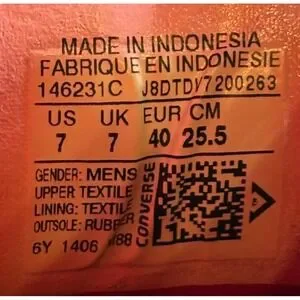 MADE IN INDONESIA
FABRIQUE EN INDONESIE
146231C J8DTDY7200263
US UK EUR CM
7 7 40 25.5
GENDER: MENS
UPPER TEXTILE
LINING: TEXTILE
OUTSOLE: RUBBER
6Y 1406 788
CONVERSE